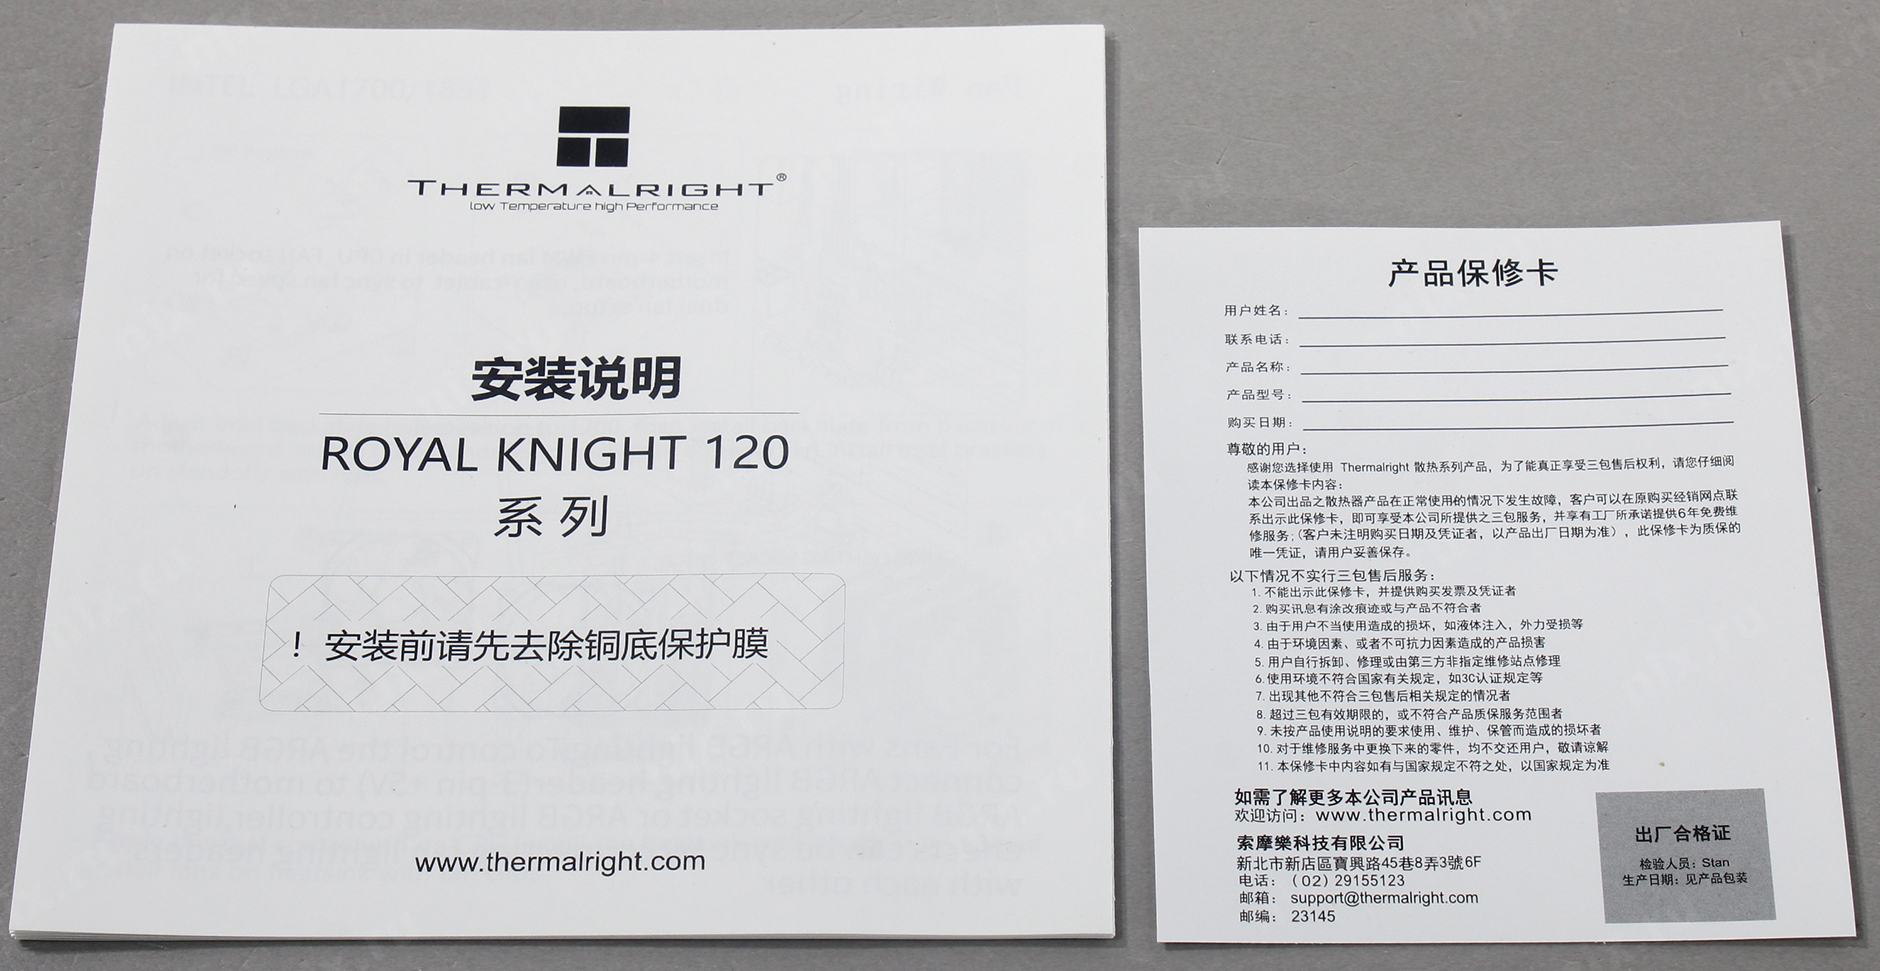 THERMALRIGHT®
Low Temperature high Performance
安装说明
ROYAL KNIGHT 120
系列
! 安装前请先去除铜底保护膜
www.thermalright.com
产品保修卡
用户姓名:
联系电话:
产品名称:
产品型号:
购买日期:
尊敬的用户:
感谢您选择使用 Thermalright 散热系列产品，为了能真正享受三包售后权利，请您仔细阅
读本保修卡内容:
本公司出品之散热器产品在正常使用的情况下发生故障，客户可以在原购买经销网点联
系出示此保修卡，即可享受本公司所提供之三包服务，并享有工厂所承诺提供6年免费维
修服务;(客户未注明购买日期及凭证者，以产品出厂日期为准)，此保修卡为质保的
唯一凭证，请用户妥善保存。
以下情况不实行三包售后服务:
1. 不能出示此保修卡，并提供购买发票及凭证者
2. 购买讯息有涂改痕迹或与产品不符合者
3. 由于用户不当使用造成的损坏，如液体注入，外力受损等
4. 由于环境因素、或者不可抗力因素造成的产品损害
5. 用户自行拆卸、修理或由第三方非指定维修站点修理
6. 使用环境不符合国家有关规定，如3C认证规定等
7. 出现其他不符合三包售后相关规定的情况者
8. 超过三包有效期限的，或不符合产品质保服务范围者
9. 未按产品使用说明的要求使用、维护、保管而造成的损坏者
10. 对于维修服务中更换下来的零件，均不交还用户，敬请谅解
11. 本保修卡中内容如有与国家规定不符之处，以国家规定为准
如需了解更多本公司产品讯息
欢迎访问: www.thermalright.com
索摩樂科技有限公司
新北市新店區寶興路45巷8弄3號6F
电话: (02) 29155123
邮箱: support@thermalright.com
邮编: 23145
出厂合格证
检验人员: Stan
生产日期: 见产品包装